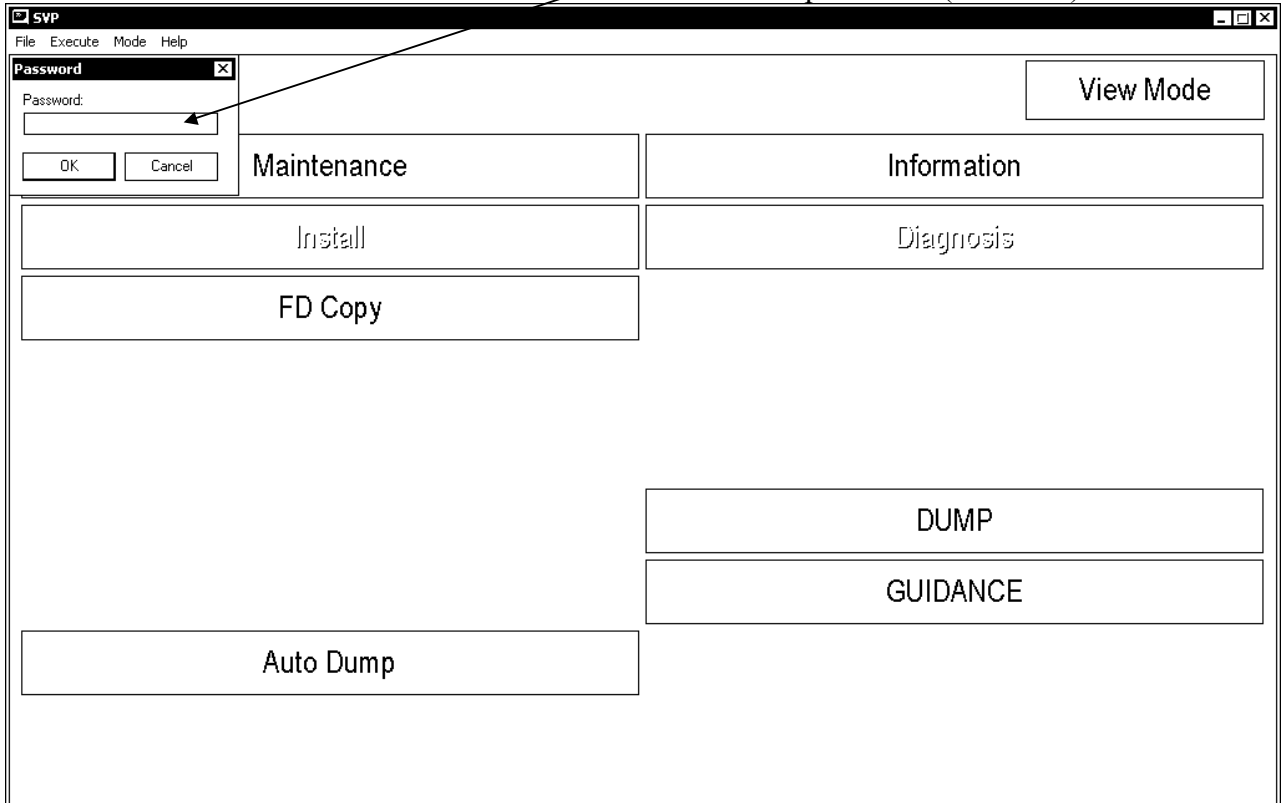 SVP
File Execute Mode Help
Password
Password:
OK Cancel
View Mode
Maintenance
Information
Install
Diagnosis
FD Copy
DUMP
GUIDANCE
Auto Dump